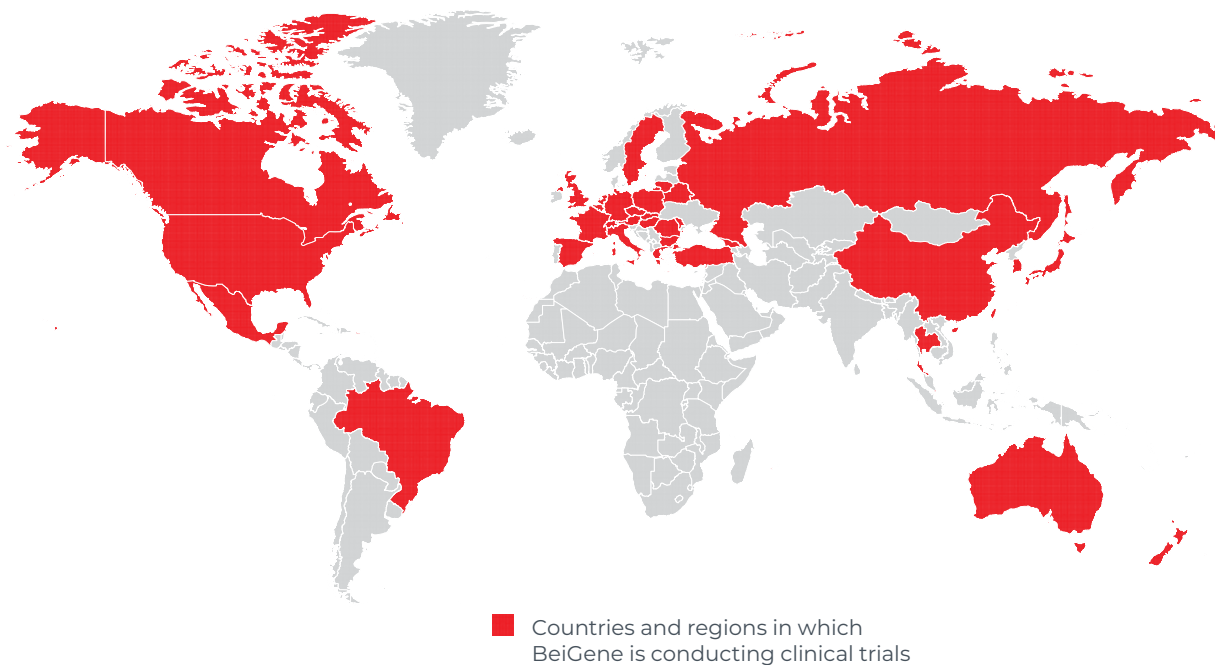 Countries and regions in which
BeiGene is conducting clinical trials